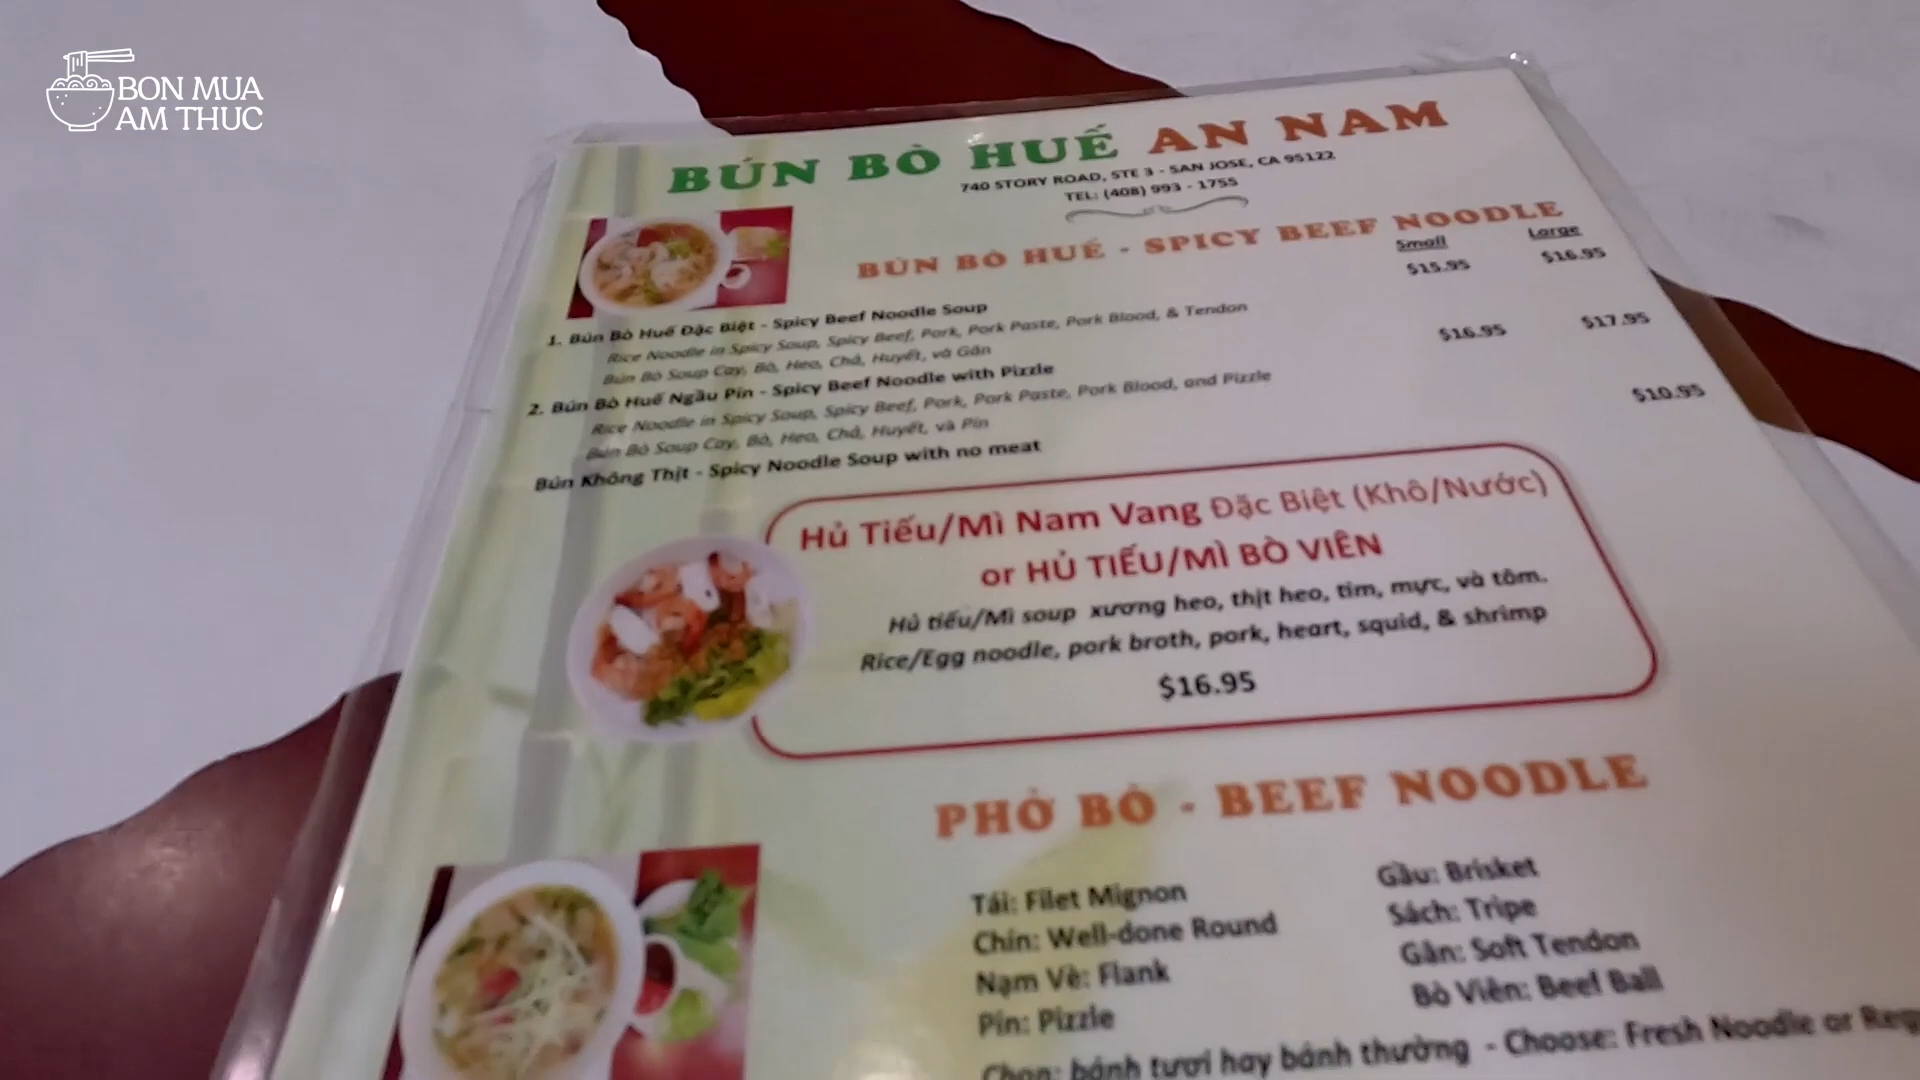 BON MUA
AM THUC
BÚN BÒ HUẾ AN NAM
740 STORY ROAD, STE 3 - SAN JOSE, CA 95122
TEL: (408) 993 - 1755
BÚN BÒ HUẾ - SPICY BEEF NOODLE
Small Large
1. Bún Bò Huế Đặc Biệt - Spicy Beef Noodle Soup $15.95 $16.95
Rice Noodle in Spicy Soup, Spicy Beef, Pork, Pork Paste, Pork Blood, & Tendon
Bún Bò Soup Cay, Bò, Heo, Chả, Huyết, và Gân
2. Bún Bò Huế Ngầu Pín - Spicy Beef Noodle with Pizzle $16.95 $17.95
Rice Noodle in Spicy Soup, Spicy Beef, Pork, Pork Paste, Pork Blood, and Pizzle
Bún Bò Soup Cay, Bò, Heo, Chả, Huyết, và Pín
Bún Không Thịt - Spicy Noodle Soup with no meat $10.95
Hủ Tiếu/Mì Nam Vang Đặc Biệt (Khô/Nước)
or HỦ TIẾU/MÌ BÒ VIÊN
Hủ tiếu/Mì soup xương heo, thịt heo, tim, mực, và tôm.
Rice/Egg noodle, pork broth, pork, heart, squid, & shrimp
$16.95
PHỞ BÒ - BEEF NOODLE
Tái: Filet Mignon Gầu: Brisket
Chín: Well-done Round Sách: Tripe
Nạm Vè: Flank Gân: Soft Tendon
Pín: Pizzle Bò Viên: Beef Ball
Chọn: bánh tươi hay bánh thường - Choose: Fresh Noodle or Reg